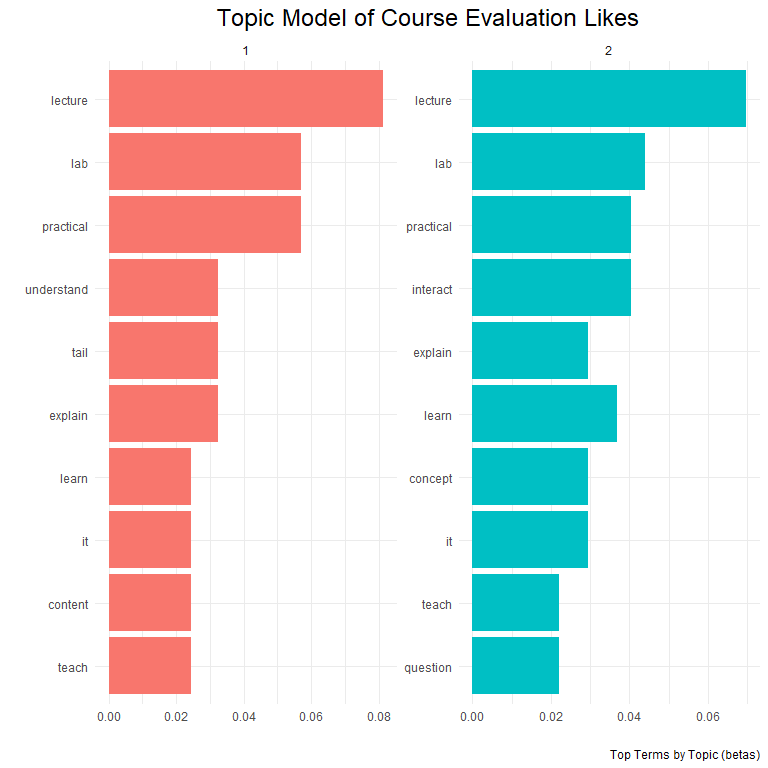 Topic Model of Course Evaluation Likes
1
lecture
lab
practical
understand
tail
explain
learn
it
content
teach
0.00 0.02 0.04 0.06 0.08
2
lecture
lab
practical
interact
explain
learn
concept
it
teach
question
0.00 0.02 0.04 0.06
Top Terms by Topic (betas)